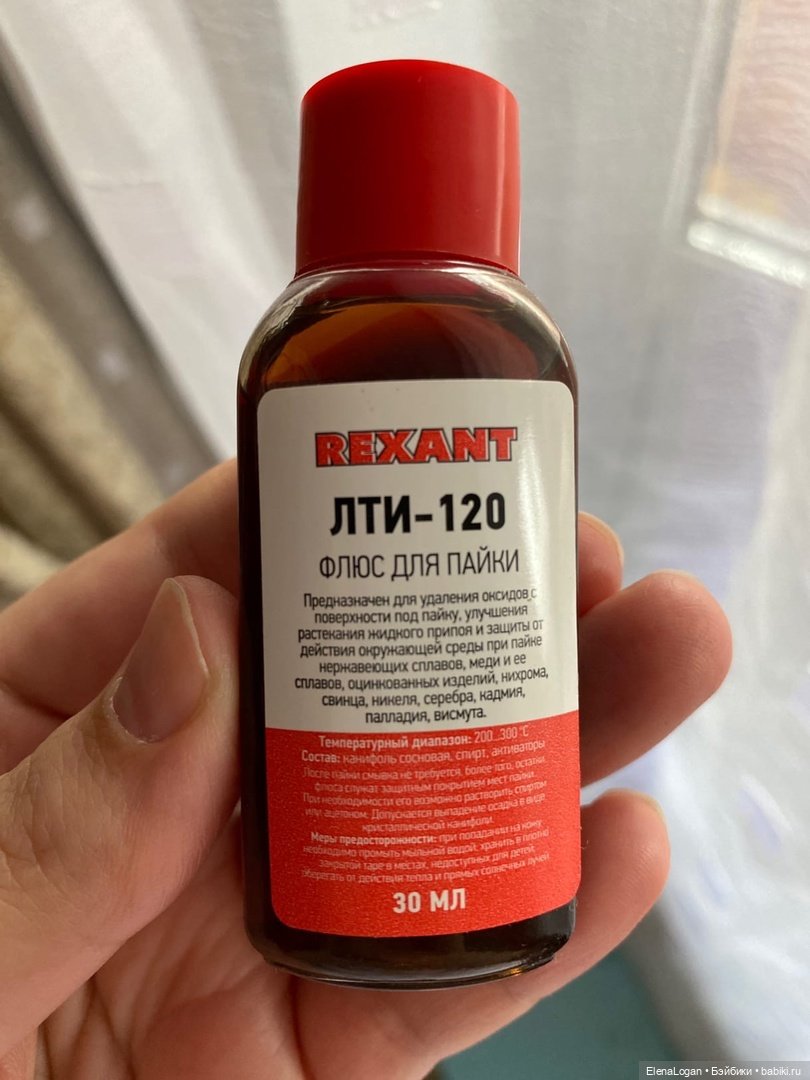 REXANT
ЛТИ-120
ФЛЮС ДЛЯ ПАЙКИ
Предназначен для удаления оксидов с
поверхности под пайку, улучшения
растекания жидкого припоя и защиты от
действия окружающей среды при пайке
нержавеющих сплавов, меди и ее
сплавов, оцинкованных изделий, нихрома,
свинца, никеля, серебра, кадмия,
палладия, висмута.
Температурный диапазон: 200...300 °С
Состав: канифоль сосновая, спирт, активаторы
После пайки смывка не требуется, более того, остатки
флюса служат защитным покрытием мест пайки.
При необходимости его возможно растворить спиртом
или ацетоном. Допускается выпадение осадка в виде
кристаллической канифоли.
Меры предосторожности: при попадании на кожу
необходимо промыть мыльной водой, хранить в плотно
закрытой таре в местах, недоступных для детей,
оберегать от действия тепла и прямых солнечных лучей.
30 МЛ
ElenaLogan • Бэйбики • babiki.ru